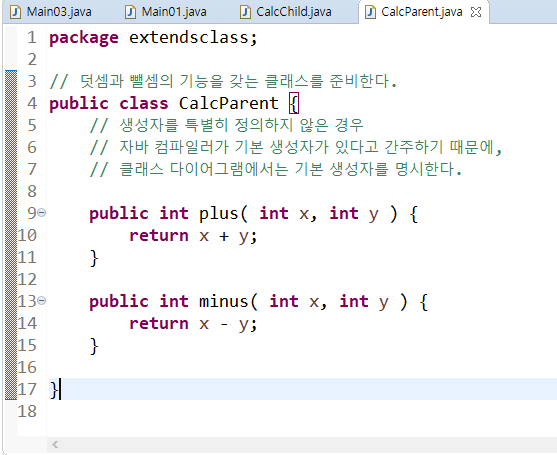 Main03.java Main01.java CalcChild.java CalcParent.java
1 package extendsclass;
2
3 // 덧셈과 뺄셈의 기능을 갖는 클래스를 준비한다.
4 public class CalcParent {
5 // 생성자를 특별히 정의하지 않은 경우
6 // 자바 컴파일러가 기본 생성자가 있다고 간주하기 때문에,
7 // 클래스 다이어그램에서는 기본 생성자를 명시한다.
8
9 public int plus( int x, int y ) {
10 return x + y;
11 }
12
13 public int minus( int x, int y ) {
14 return x - y;
15 }
16
17 }
18